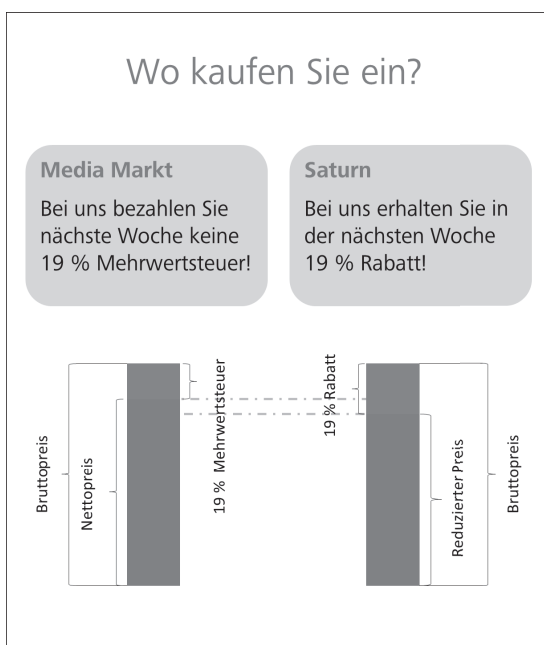 Wo kaufen Sie ein?
Media Markt
Bei uns bezahlen Sie
nächste Woche keine
19 % Mehrwertsteuer!
Saturn
Bei uns erhalten Sie in
der nächsten Woche
19 % Rabatt!
Bruttopreis
Nettopreis
19 % Mehrwertsteuer
19 % Rabatt
Reduzierter Preis
Bruttopreis